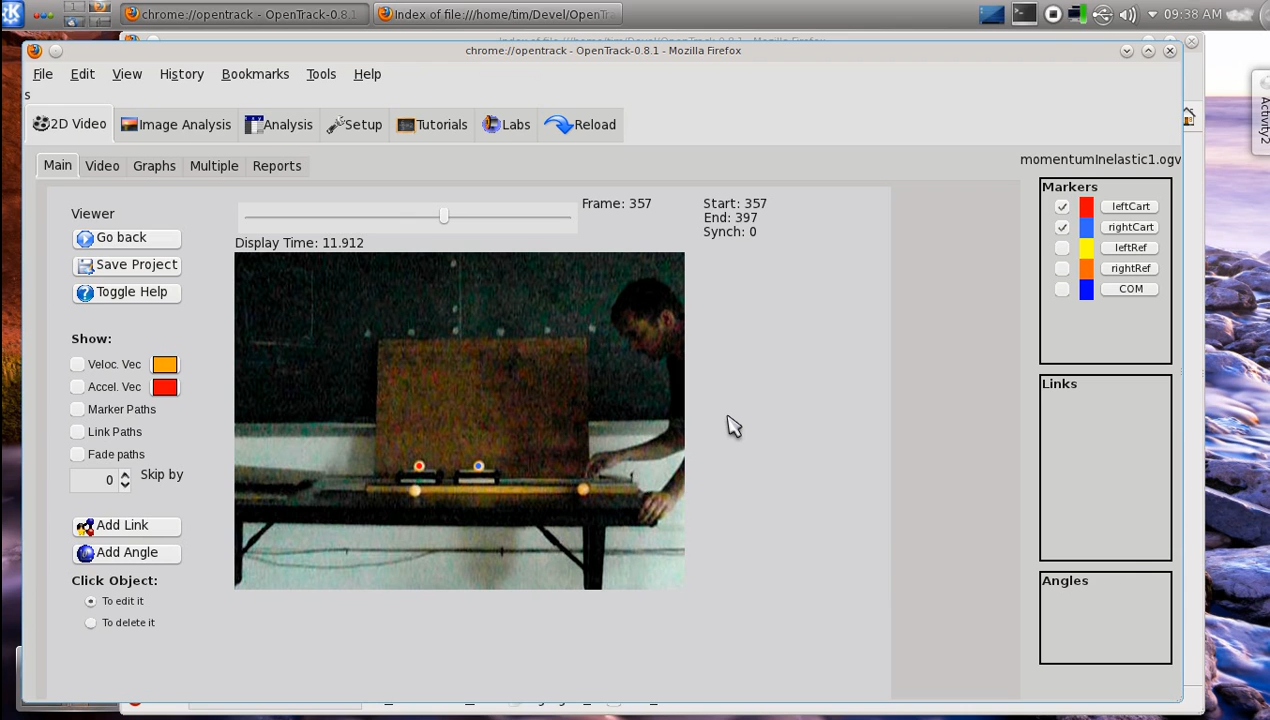 chrome://opentrack - OpenTrack-0.8.1
Index of file:///home/tim/Devel/OpenTr
09:38 AM
chrome://opentrack - OpenTrack-0.8.1 - Mozilla Firefox
File Edit View History Bookmarks Tools Help
s
2D Video Image Analysis Analysis Setup Tutorials Labs Reload
Activity2
Main Video Graphs Multiple Reports
momentumInelastic1.ogv
Viewer
Go back
Save Project
Toggle Help
Frame: 357
Start: 357
End: 397
Synch: 0
Display Time: 11.912
Show:
Veloc. Vec
Accel. Vec
Marker Paths
Link Paths
Fade paths
0 Skip by
Add Link
Add Angle
Click Object:
To edit it
To delete it
Markers
leftCart
rightCart
leftRef
rightRef
COM
Links
Angles